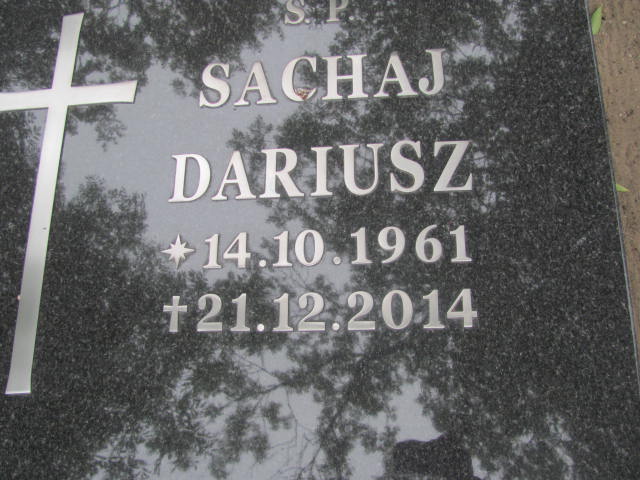 S. P.
SACHAJ
DARIUSZ
✴14.10.1961
✝21.12.2014